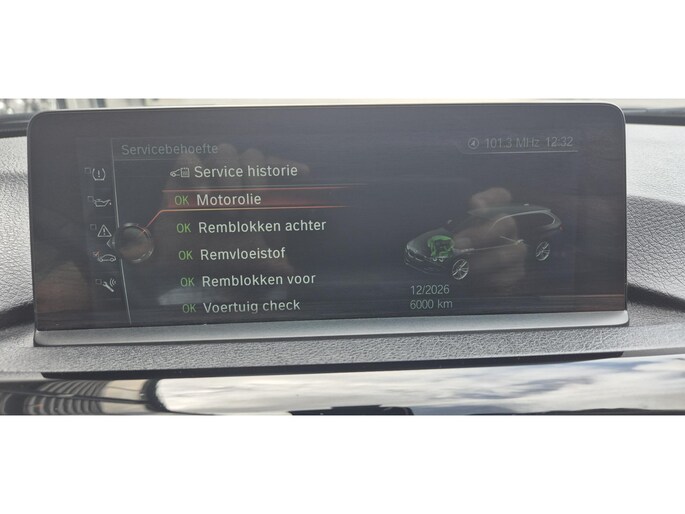 Servicebehoefte
101.3 MHz 12:32
Service historie
OK Motorolie
OK Remblokken achter
OK Remvloeistof
OK Remblokken voor
OK Voertuig check
12/2026
6000 km